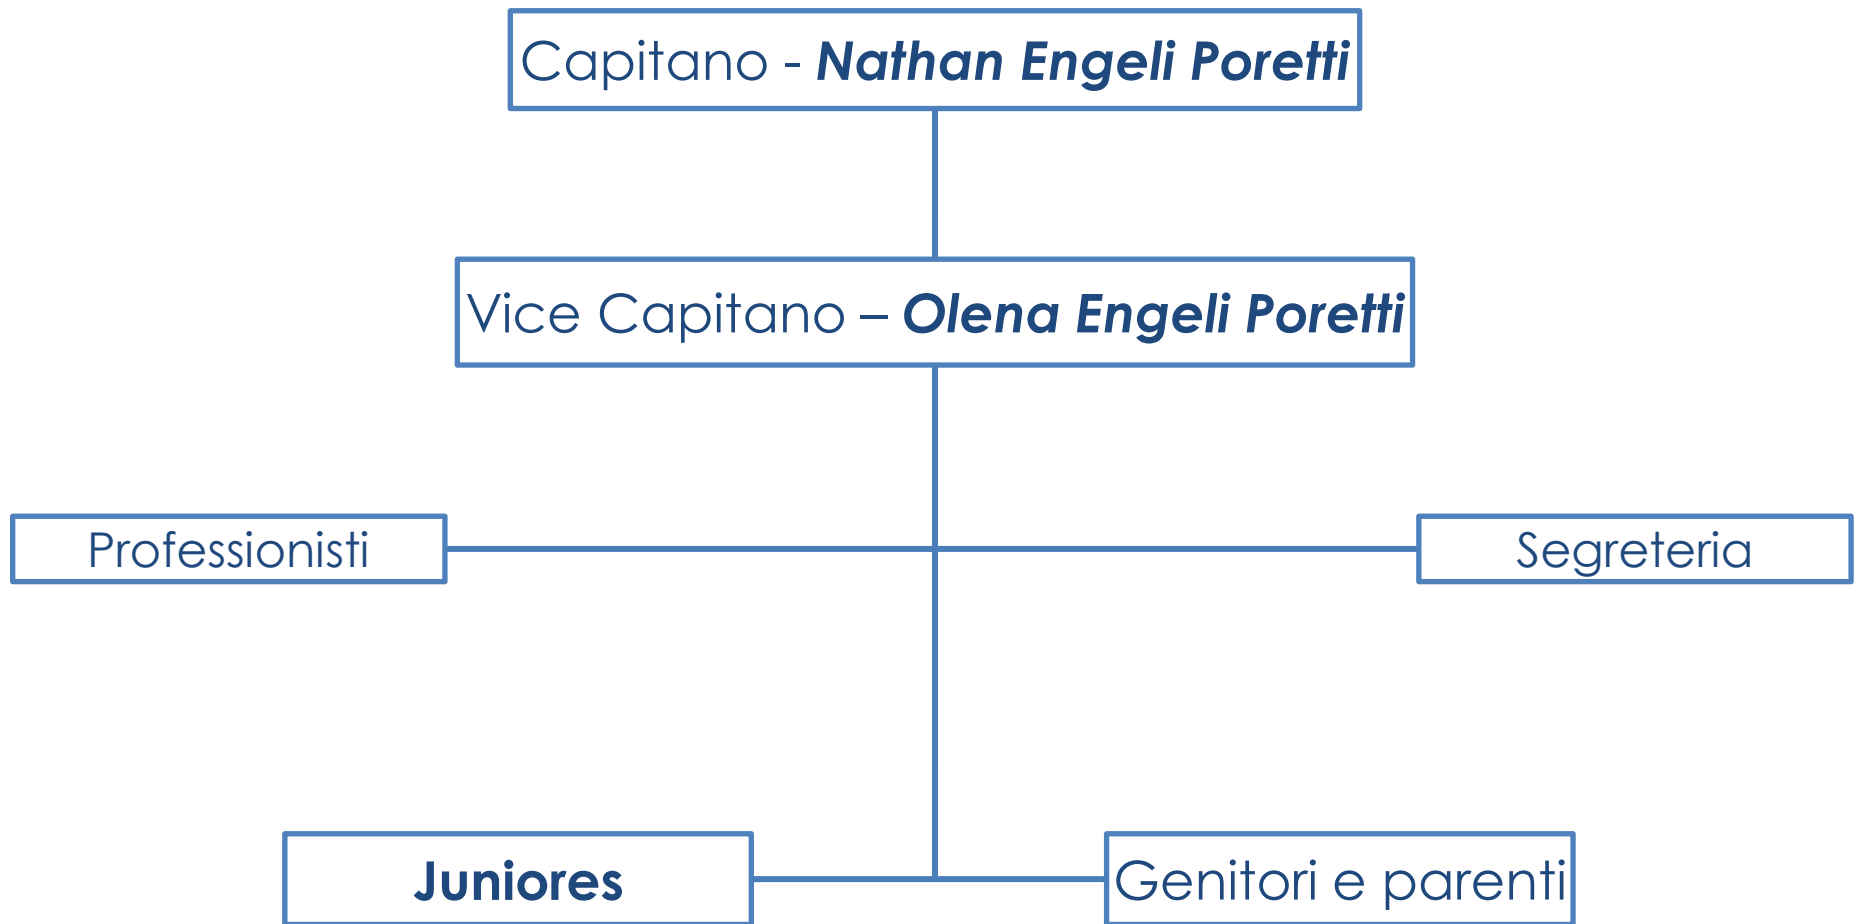 Capitano - Nathan Engeli Poretti
Vice Capitano – Olena Engeli Poretti
Professionisti
Segreteria
Juniores
Genitori e parenti